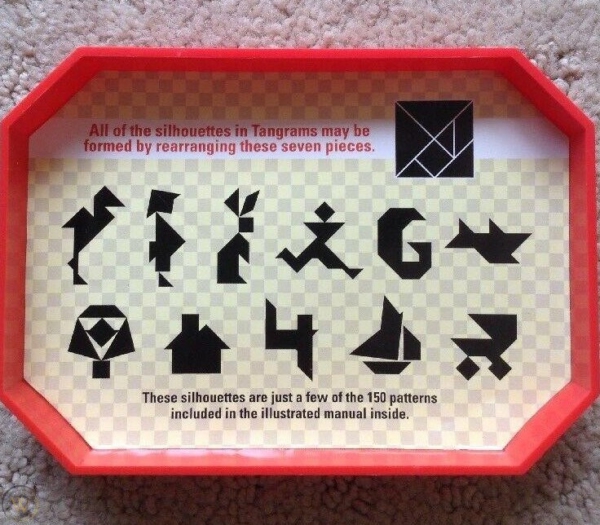 All of the silhouettes in Tangrams may be
formed by rearranging these seven pieces.
These silhouettes are just a few of the 150 patterns
included in the illustrated manual inside.